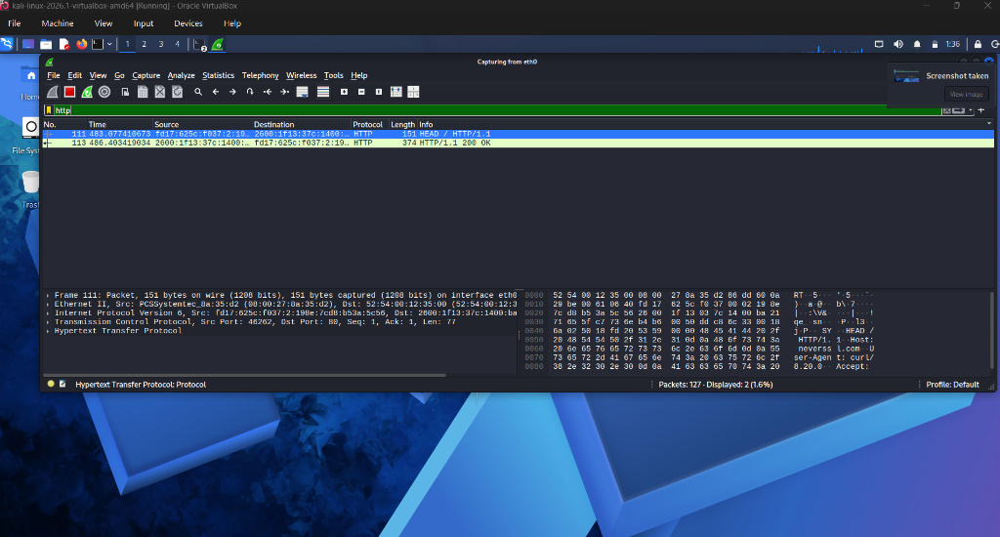 kali-linux-2026.1-virtualbox-amd64 [Running] - Oracle VirtualBox
File Machine View Input Devices Help
1 2 3 4 1:36
Capturing from eth0
File Edit View Go Capture Analyze Statistics Telephony Wireless Tools Help
Screenshot taken
View image
Home
http
No. Time Source Destination Protocol Length Info
111 483.077410673 fd17:625c:f037:2:19… 2600:1f13:37c:1400:… HTTP 151 HEAD / HTTP/1.1
113 486.403419034 2600:1f13:37c:1400:… fd17:625c:f037:2:19… HTTP 374 HTTP/1.1 200 OK
File Sys
Tras
Frame 111: Packet, 151 bytes on wire (1208 bits), 151 bytes captured (1208 bits) on interface eth0
Ethernet II, Src: PCSSystemtec_8a:35:d2 (08:00:27:8a:35:d2), Dst: 52:54:00:12:35:00 (52:54:00:12:3
Internet Protocol Version 6, Src: fd17:625c:f037:2:198e:7cd8:b53a:5c56, Dst: 2600:1f13:37c:1400:ba
Transmission Control Protocol, Src Port: 46262, Dst Port: 80, Seq: 1, Ack: 1, Len: 77
Hypertext Transfer Protocol
0000 52 54 00 12 35 00 08 00 27 8a 35 d2 86 dd 60 0a RT··5··· '·5···`·
0010 29 be 00 61 06 40 fd 17 62 5c f0 37 00 02 19 8e )··a·@·· b\·7····
0020 7c d8 b5 3a 5c 56 26 00 1f 13 03 7c 14 00 ba 21 |··:\V&· ···|···!
0030 71 65 5f c7 73 6e b4 b6 00 50 dd c8 6c 33 00 18
0040 6a 02 50 18 fd 20 53 59 00 00 48 45 41 44 20 2f j·P·· SY ··HEAD /
0050 20 48 54 54 50 2f 31 2e 31 0d 0a 48 6f 73 74 3a HTTP/1. 1··Host:
0060 20 6e 65 76 65 72 73 73 6c 2e 63 6f 6d 0d 0a 55 neverss l.com··U
0070 73 65 72 2d 41 67 65 6e 74 3a 20 63 75 72 6c 2f ser-Agen t: curl/
0080 38 2e 32 30 2e 30 0d 0a 41 63 63 65 70 74 3a 20 8.20.0·· Accept:
Hypertext Transfer Protocol: Protocol
Packets: 127 · Displayed: 2 (1.6%)
Profile: Default